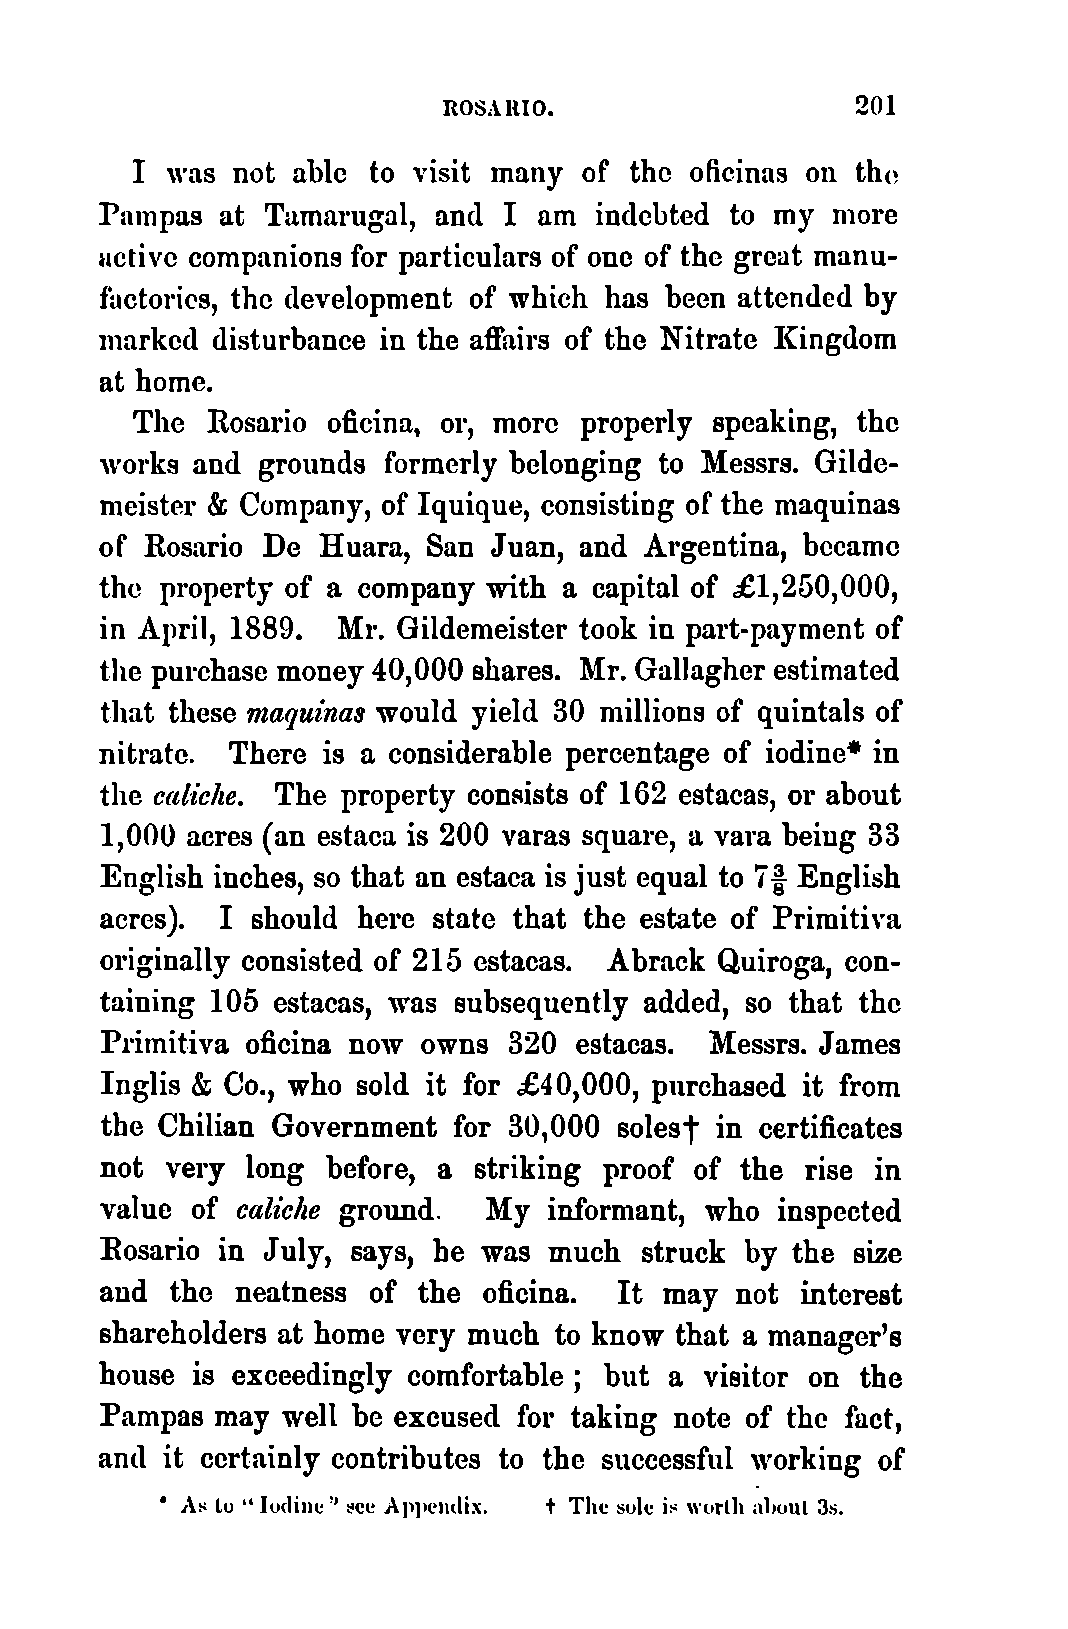 ROSARIO. 201
I was not able to visit many of the oficinas on the
Pampas at Tamarugal, and I am indebted to my more
active companions for particulars of one of the great manu-
factories, the development of which has been attended by
marked disturbance in the affairs of the Nitrate Kingdom
at home.
The Rosario oficina, or, more properly speaking, the
works and grounds formerly belonging to Messrs. Gilde-
meister & Company, of Iquique, consisting of the maquinas
of Rosario De Huara, San Juan, and Argentina, became
the property of a company with a capital of £1,250,000,
in April, 1889. Mr. Gildemeister took in part-payment of
the purchase money 40,000 shares. Mr. Gallagher estimated
that these maquinas would yield 30 millions of quintals of
nitrate. There is a considerable percentage of iodine* in
the caliche. The property consists of 162 estacas, or about
1,000 acres (an estaca is 200 varas square, a vara being 33
English inches, so that an estaca is just equal to 7⅜ English
acres). I should here state that the estate of Primitiva
originally consisted of 215 estacas. Abrack Quiroga, con-
taining 105 estacas, was subsequently added, so that the
Primitiva oficina now owns 320 estacas. Messrs. James
Inglis & Co., who sold it for £40,000, purchased it from
the Chilian Government for 30,000 soles† in certificates
not very long before, a striking proof of the rise in
value of caliche ground. My informant, who inspected
Rosario in July, says, he was much struck by the size
and the neatness of the oficina. It may not interest
shareholders at home very much to know that a manager's
house is exceedingly comfortable ; but a visitor on the
Pampas may well be excused for taking note of the fact,
and it certainly contributes to the successful working of
* As to "Iodine" see Appendix. † The sole is worth about 3s.